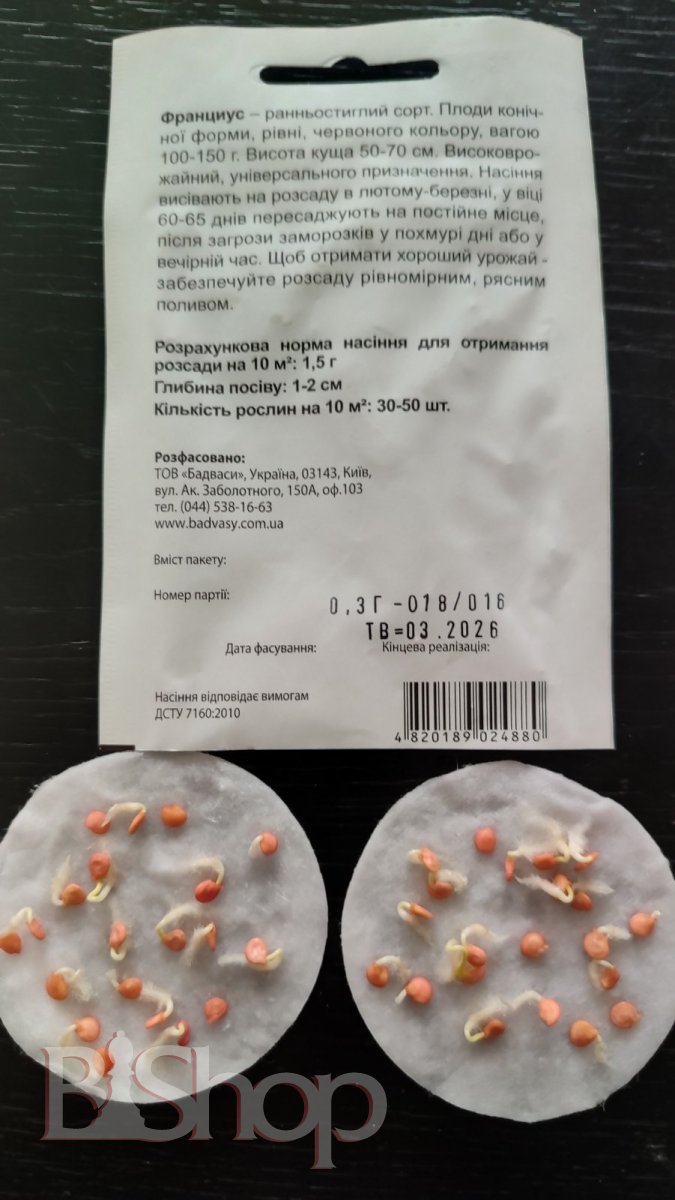 Франциус – ранньостиглий сорт. Плоди коніч-
ної форми, рівні, червоного кольору, вагою
100-150 г. Висота куща 50-70 см. Високовро-
жайний, універсального призначення. Насіння
висівають на розсаду в лютому-березні, у віці
60-65 днів пересаджують на постійне місце,
після загрози заморозків у похмурі дні або у
вечірній час. Щоб отримати хороший урожай -
забезпечуйте розсаду рівномірним, рясним
поливом.
Розрахункова норма насіння для отримання
розсади на 10 м²: 1,5 г
Глибина посіву: 1-2 см
Кількість рослин на 10 м²: 30-50 шт.
Розфасовано:
ТОВ «Бадваси», Україна, 03143, Київ,
вул. Ак. Заболотного, 150А, оф.103
тел. (044) 538-16-63
www.badvasy.com.ua
Вміст пакету:
Номер партії:
0,3Г -018/016
ТВ=03.2026
Дата фасування: Кінцева реалізація:
Насіння відповідає вимогам
ДСТУ 7160:2010
4 820189 024880
BiShop